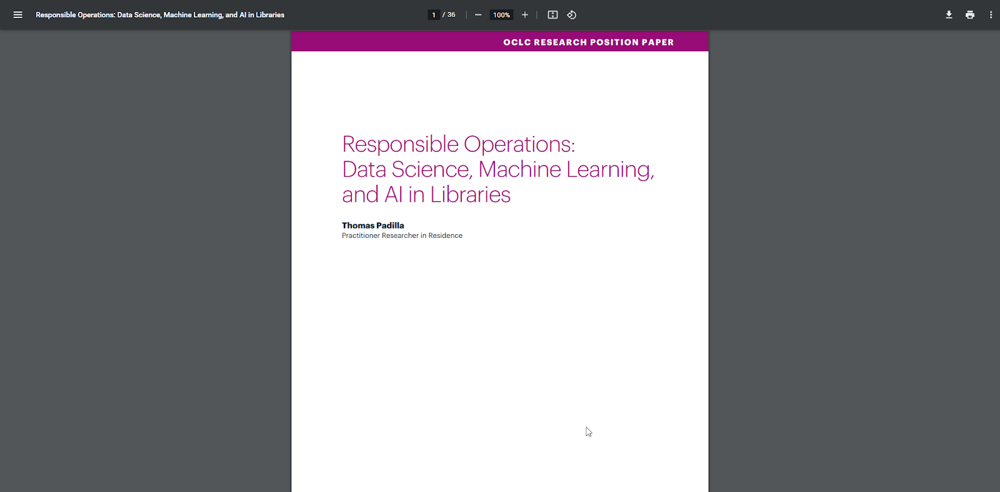 Responsible Operations: Data Science, Machine Learning, and AI in Libraries
1 / 36
100%
OCLC RESEARCH POSITION PAPER
Responsible Operations:
Data Science, Machine Learning,
and AI in Libraries
Thomas Padilla
Practitioner Researcher in Residence